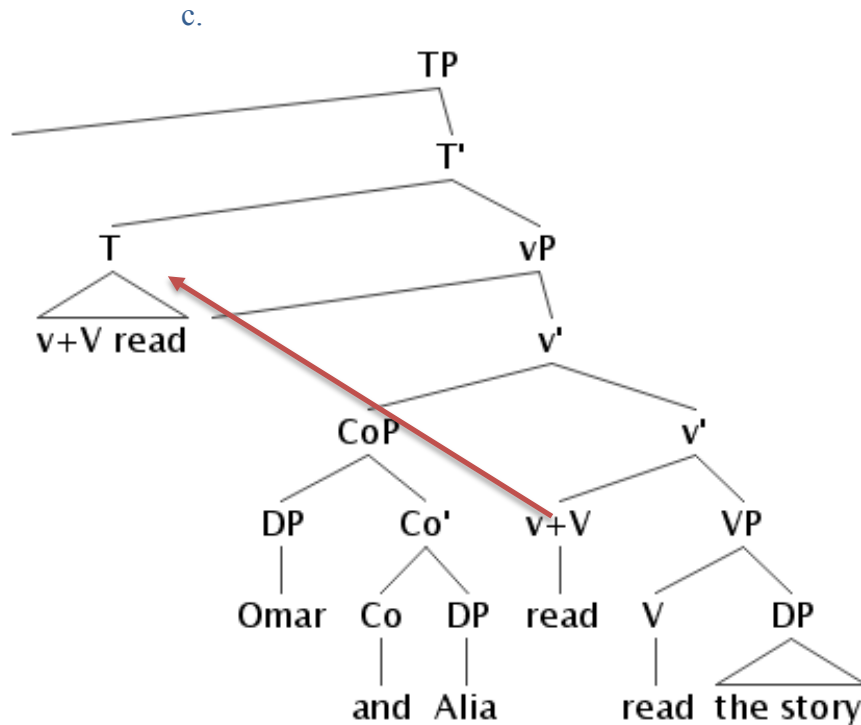 c.
TP
T'
T vP
v+V read v'
CoP v'
DP Co' v+V VP
Omar Co DP read V DP
and Alia read the story